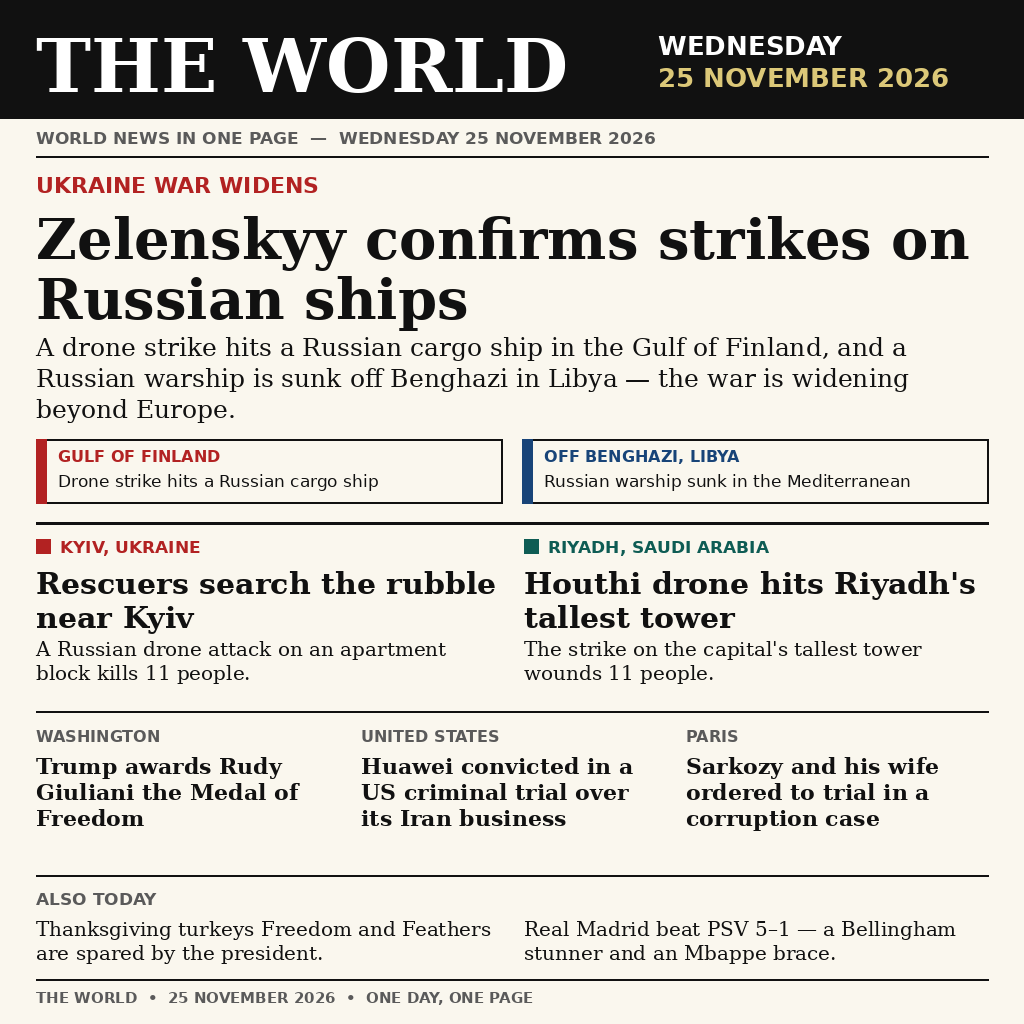 THE WORLD
WEDNESDAY
25 NOVEMBER 2026
WORLD NEWS IN ONE PAGE — WEDNESDAY 25 NOVEMBER 2026
UKRAINE WAR WIDENS
Zelenskyy confirms strikes on
Russian ships
A drone strike hits a Russian cargo ship in the Gulf of Finland, and a
Russian warship is sunk off Benghazi in Libya — the war is widening
beyond Europe.
GULF OF FINLAND
Drone strike hits a Russian cargo ship
OFF BENGHAZI, LIBYA
Russian warship sunk in the Mediterranean
KYIV, UKRAINE
Rescuers search the rubble
near Kyiv
A Russian drone attack on an apartment
block kills 11 people.
RIYADH, SAUDI ARABIA
Houthi drone hits Riyadh's
tallest tower
The strike on the capital's tallest tower
wounds 11 people.
WASHINGTON
Trump awards Rudy
Giuliani the Medal of
Freedom
UNITED STATES
Huawei convicted in a
US criminal trial over
its Iran business
PARIS
Sarkozy and his wife
ordered to trial in a
corruption case
ALSO TODAY
Thanksgiving turkeys Freedom and Feathers
are spared by the president.
Real Madrid beat PSV 5–1 — a Bellingham
stunner and an Mbappe brace.
THE WORLD • 25 NOVEMBER 2026 • ONE DAY, ONE PAGE